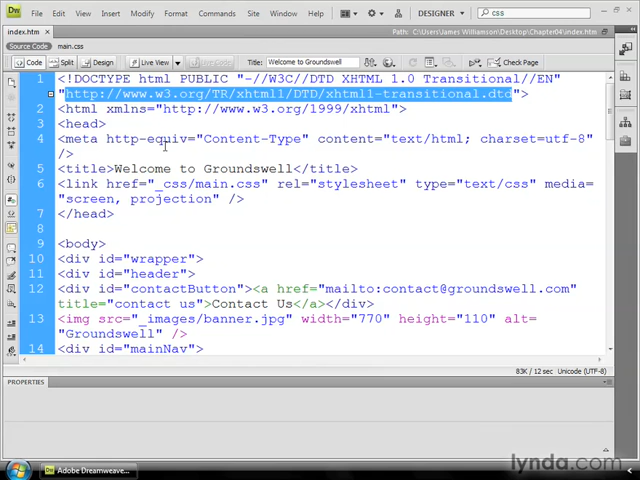 Dw File Edit View Insert Modify Format Commands Site Window Help DESIGNER css
index.htm × Path: C:\Users\James Williamson\Desktop\Chapter04\index.htm
Source Code main.css
Code Split Design Live View Live Code Title: Welcome to Groundswell Check Page
1 <!DOCTYPE html PUBLIC "-//W3C//DTD XHTML 1.0 Transitional//EN"
"http://www.w3.org/TR/xhtml1/DTD/xhtml1-transitional.dtd">
2 <html xmlns="http://www.w3.org/1999/xhtml">
3 <head>
4 <meta http-equiv="Content-Type" content="text/html; charset=utf-8"
/>
5 <title>Welcome to Groundswell</title>
6 <link href="_css/main.css" rel="stylesheet" type="text/css" media=
"screen, projection" />
7 </head>
8
9 <body>
10 <div id="wrapper">
11 <div id="header">
12 <div id="contactButton"><a href="mailto:contact@groundswell.com"
title="contact us">Contact Us</a></div>
13 <img src="_images/banner.jpg" width="770" height="110" alt=
"Groundswell" />
14 <div id="mainNav">
83K / 12 sec Unicode (UTF-8)
PROPERTIES
Dw Adobe Dreamweave...
lynda.com